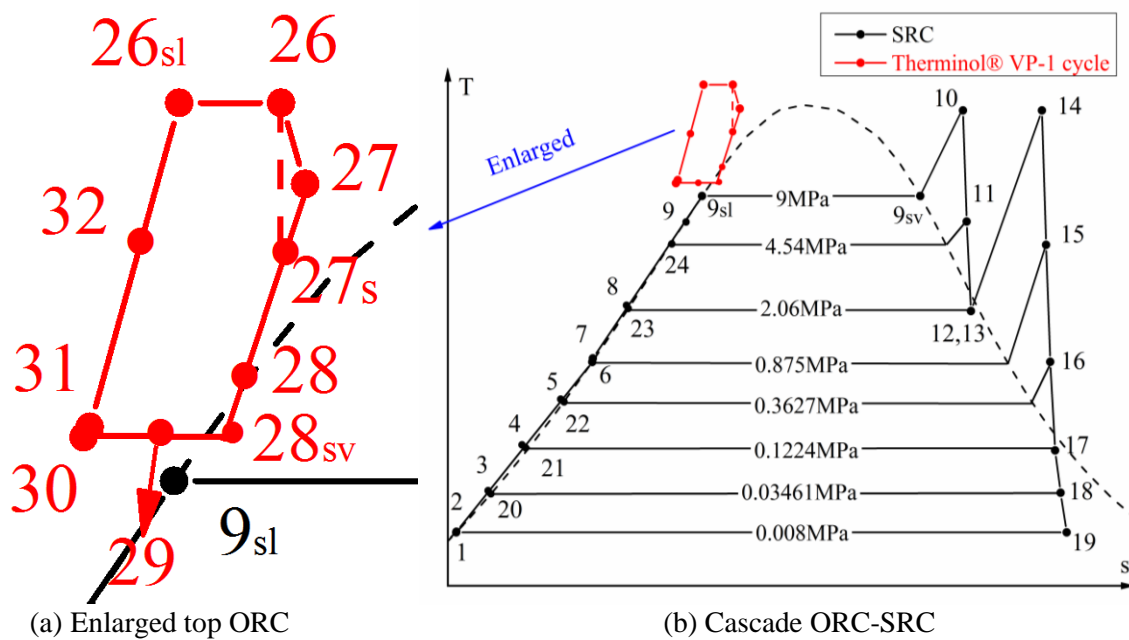 26sl
26
32
27
27s
31
28
28sv
30
29
9sl
(a) Enlarged top ORC
SRC
Therminol® VP-1 cycle
T
Enlarged
10
14
9
9sl
9MPa
9sv
11
24
4.54MPa
15
8
23
2.06MPa
12,13
7
6
0.875MPa
16
5
22
0.3627MPa
4
21
0.1224MPa
17
3
20
0.03461MPa
18
2
1
0.008MPa
19
s
(b) Cascade ORC-SRC